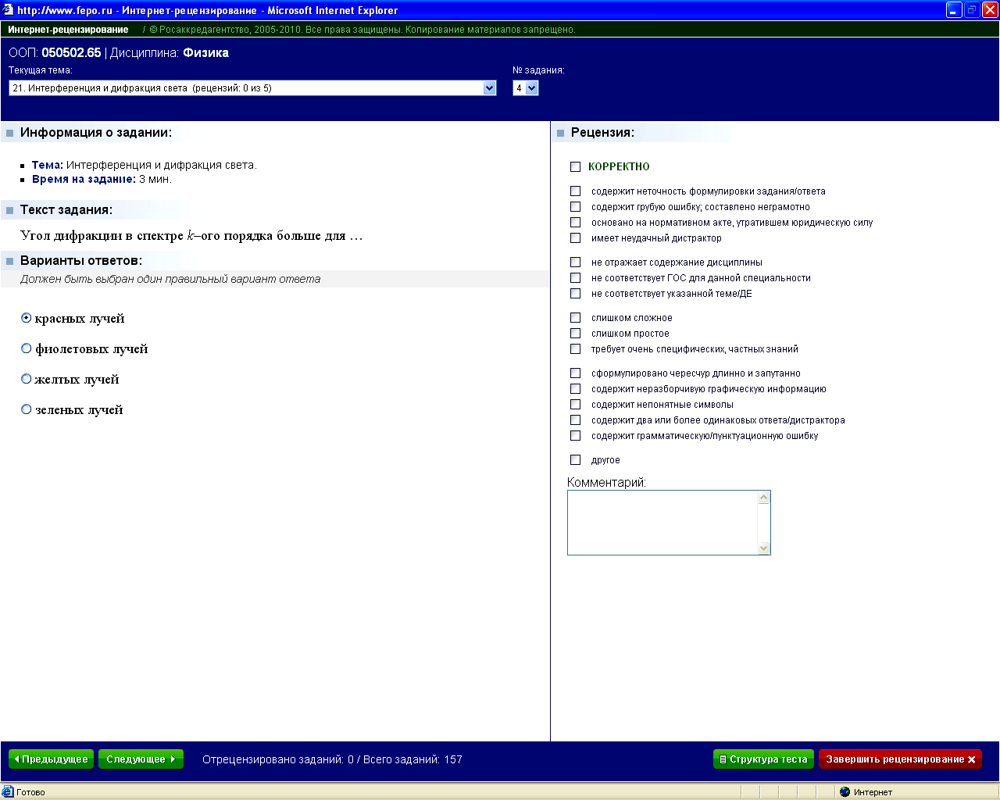 http://www.fepo.ru - Интернет-рецензирование - Microsoft Internet Explorer
Интернет-рецензирование / © Росаккредагентство, 2005-2010. Все права защищены. Копирование материалов запрещено.
ООП: 050502.65 | Дисциплина: Физика
Текущая тема: № задания:
21. Интерференция и дифракция света (рецензий: 0 из 5) 4
Информация о задании:
Тема: Интерференция и дифракция света.
Время на задание: 3 мин.
Текст задания:
Угол дифракции в спектре k–ого порядка больше для …
Варианты ответов:
Должен быть выбран один правильный вариант ответа
красных лучей
фиолетовых лучей
желтых лучей
зеленых лучей
Рецензия:
КОРРЕКТНО
содержит неточность формулировки задания/ответа
содержит грубую ошибку; составлено неграмотно
основано на нормативном акте, утратившем юридическую силу
имеет неудачный дистрактор
не отражает содержание дисциплины
не соответствует ГОС для данной специальности
не соответствует указанной теме/ДЕ
слишком сложное
слишком простое
требует очень специфических, частных знаний
сформулировано чересчур длинно и запутанно
содержит неразборчивую графическую информацию
содержит непонятные символы
содержит два или более одинаковых ответа/дистрактора
содержит грамматическую/пунктуационную ошибку
другое
Комментарий:
Предыдущее Следующее Отрецензировано заданий: 0 / Всего заданий: 157 Структура теста Завершить рецензирование
Готово Интернет